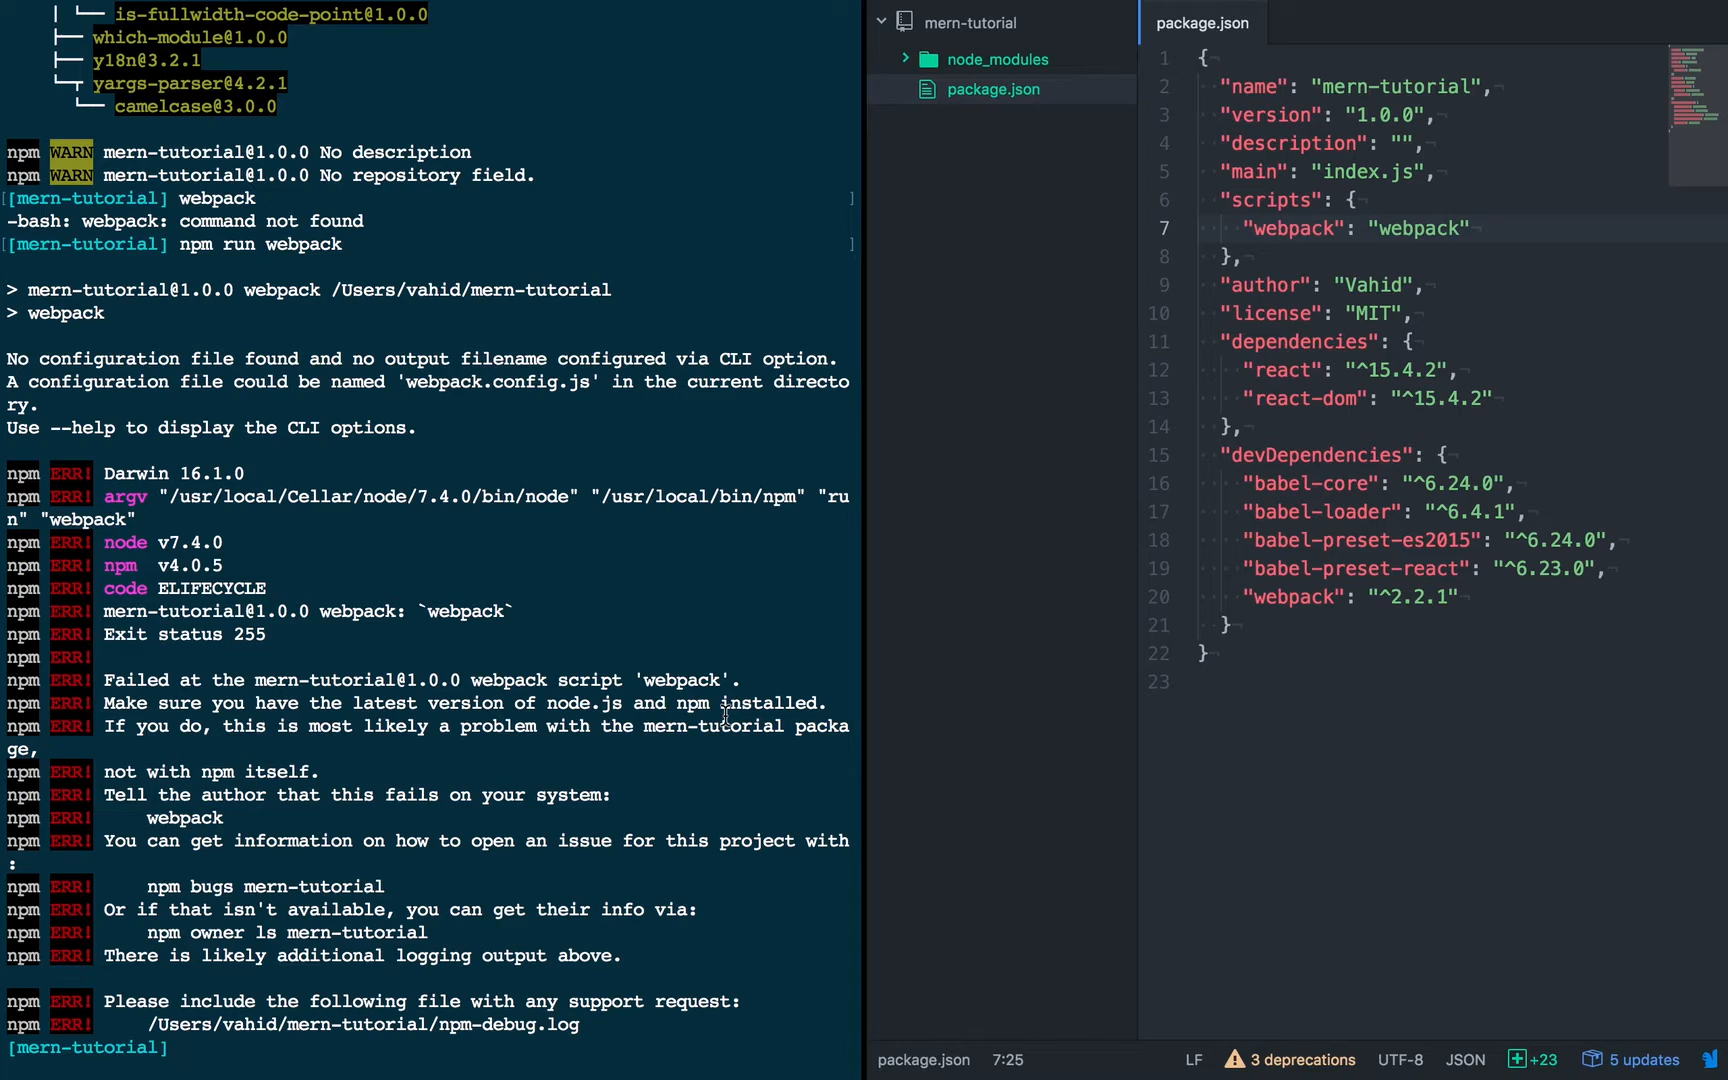 is-fullwidth-code-point@1.0.0
which-module@1.0.0
y18n@3.2.1
yargs-parser@4.2.1
camelcase@3.0.0
npm WARN mern-tutorial@1.0.0 No description
npm WARN mern-tutorial@1.0.0 No repository field.
[[mern-tutorial] webpack ]
-bash: webpack: command not found
[[mern-tutorial] npm run webpack ]
> mern-tutorial@1.0.0 webpack /Users/vahid/mern-tutorial
> webpack
No configuration file found and no output filename configured via CLI option.
A configuration file could be named 'webpack.config.js' in the current directo
ry.
Use --help to display the CLI options.
npm ERR! Darwin 16.1.0
npm ERR! argv "/usr/local/Cellar/node/7.4.0/bin/node" "/usr/local/bin/npm" "ru
n" "webpack"
npm ERR! node v7.4.0
npm ERR! npm  v4.0.5
npm ERR! code ELIFECYCLE
npm ERR! mern-tutorial@1.0.0 webpack: `webpack`
npm ERR! Exit status 255
npm ERR!
npm ERR! Failed at the mern-tutorial@1.0.0 webpack script 'webpack'.
npm ERR! Make sure you have the latest version of node.js and npm installed.
npm ERR! If you do, this is most likely a problem with the mern-tutorial packa
ge,
npm ERR! not with npm itself.
npm ERR! Tell the author that this fails on your system:
npm ERR!     webpack
npm ERR! You can get information on how to open an issue for this project with
:
npm ERR!     npm bugs mern-tutorial
npm ERR! Or if that isn't available, you can get their info via:
npm ERR!     npm owner ls mern-tutorial
npm ERR! There is likely additional logging output above.
npm ERR! Please include the following file with any support request:
npm ERR!     /Users/vahid/mern-tutorial/npm-debug.log
[mern-tutorial]
mern-tutorial
node_modules
package.json
package.json
1 {
2 "name": "mern-tutorial",
3 "version": "1.0.0",
4 "description": "",
5 "main": "index.js",
6 "scripts": {
7 "webpack": "webpack"
8 },
9 "author": "Vahid",
10 "license": "MIT",
11 "dependencies": {
12 "react": "^15.4.2",
13 "react-dom": "^15.4.2"
14 },
15 "devDependencies": {
16 "babel-core": "^6.24.0",
17 "babel-loader": "^6.4.1",
18 "babel-preset-es2015": "^6.24.0",
19 "babel-preset-react": "^6.23.0",
20 "webpack": "^2.2.1"
21 }
22 }
23
package.json 7:25 LF 3 deprecations UTF-8 JSON +23 5 updates